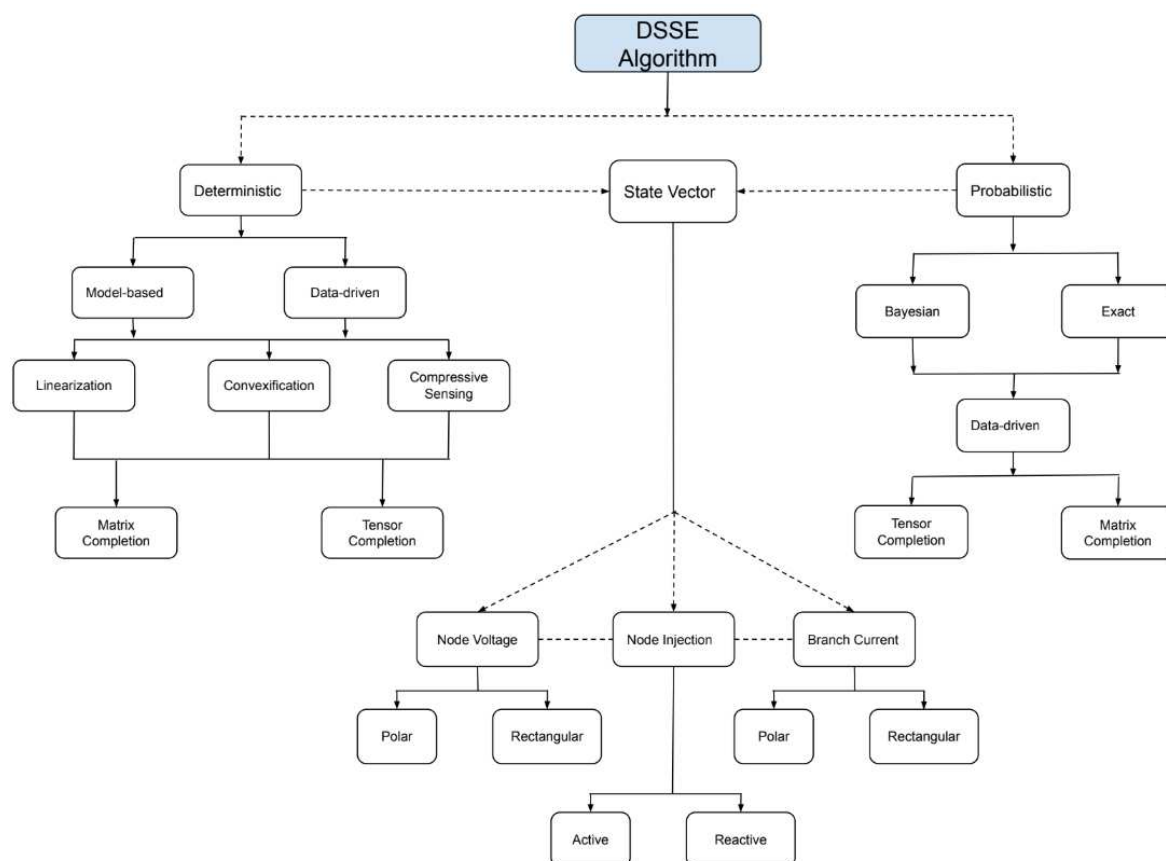 DSSE
Algorithm
Deterministic
State Vector
Probabilistic
Model-based
Data-driven
Bayesian
Exact
Linearization
Convexification
Compressive
Sensing
Data-driven
Matrix
Completion
Tensor
Completion
Tensor
Completion
Matrix
Completion
Node Voltage
Node Injection
Branch Current
Polar
Rectangular
Polar
Rectangular
Active
Reactive